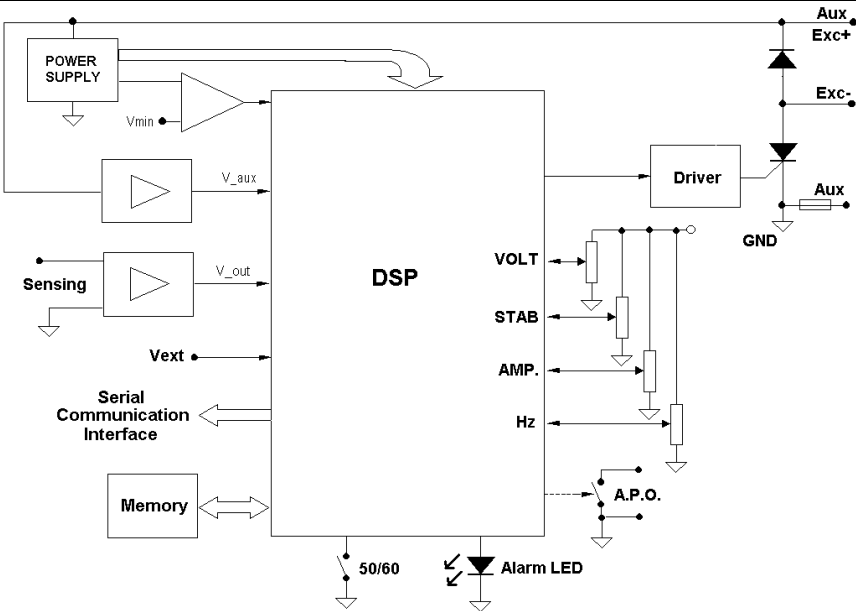 Aux
Exc+
POWER
SUPPLY
Exc-
Vmin
Driver
V_aux
Aux
GND
VOLT
V_out
DSP
Sensing
STAB
Vext
AMP.
Serial
Communication
Interface
Hz
A.P.O.
Memory
50/60
Alarm LED